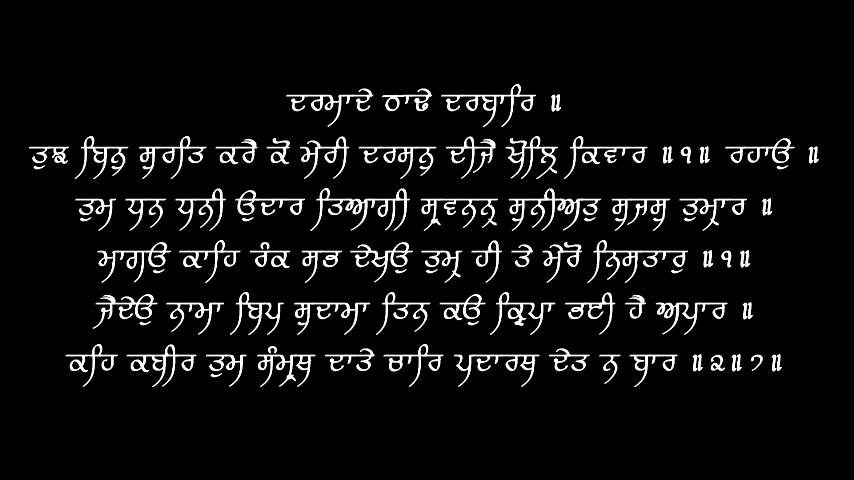 ਦਰਮਾਦੇ ਠਾਢੇ ਦਰਬਾਰਿ ॥
ਤੁਝ ਬਿਨੁ ਸੁਰਤਿ ਕਰੈ ਕੋ ਮੇਰੀ ਦਰਸਨੁ ਦੀਜੈ ਖੋਲਿੑ ਕਿਵਾਰ ॥੧॥ ਰਹਾਉ ॥
ਤੁਮ ਧਨ ਧਨੀ ਉਦਾਰ ਤਿਆਗੀ ਸ੍ਰਵਨਨੑ ਸੁਨੀਅਤੁ ਸੁਜਸੁ ਤੁਮੑਾਰ ॥
ਮਾਗਉ ਕਾਹਿ ਰੰਕ ਸਭ ਦੇਖਉ ਤੁਮੑ ਹੀ ਤੇ ਮੇਰੋ ਨਿਸਤਾਰੁ ॥੧॥
ਜੈਦੇਉ ਨਾਮਾ ਬਿਪ ਸੁਦਾਮਾ ਤਿਨ ਕਉ ਕ੍ਰਿਪਾ ਭਈ ਹੈ ਅਪਾਰ ॥
ਕਹਿ ਕਬੀਰ ਤੁਮ ਸੰਮ੍ਰਥ ਦਾਤੇ ਚਾਰਿ ਪਦਾਰਥ ਦੇਤ ਨ ਬਾਰ ॥੨॥੭॥